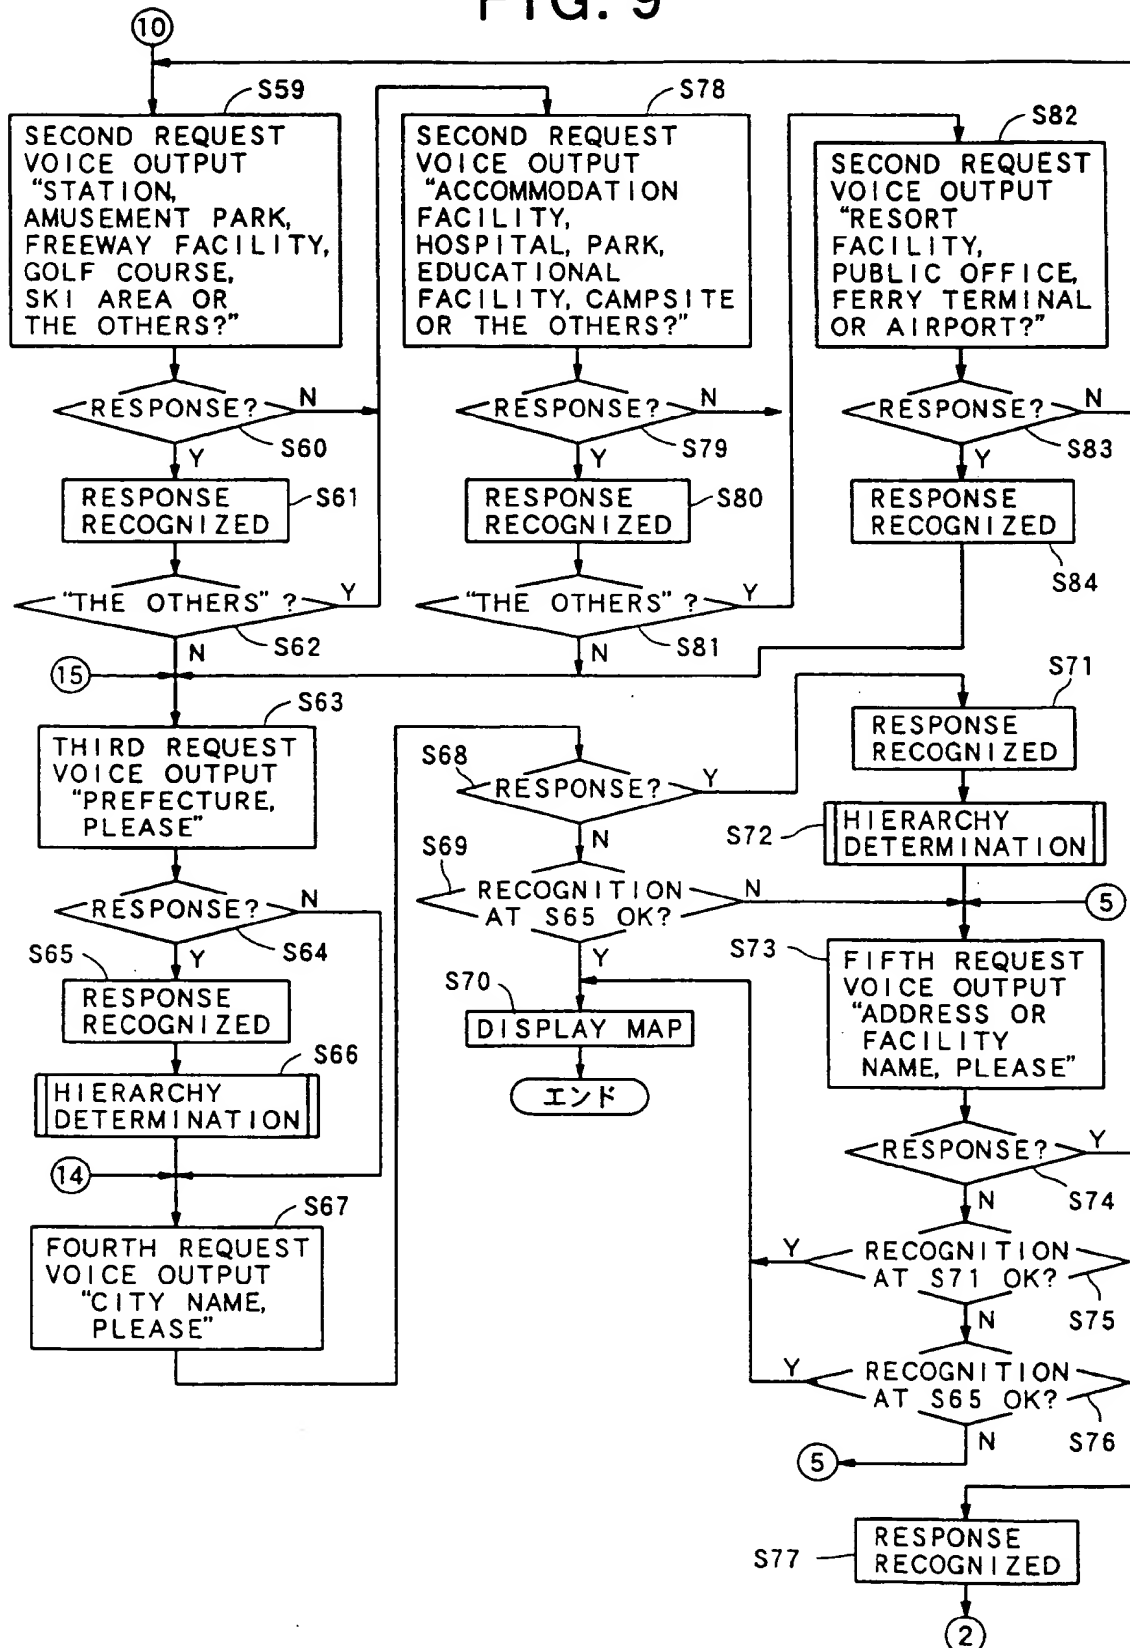 FIG. 9
10
S59
SECOND REQUEST
VOICE OUTPUT
"STATION,
AMUSEMENT PARK,
FREEWAY FACILITY,
GOLF COURSE,
SKI AREA OR
THE OTHERS?"
RESPONSE?
N
S60
Y
RESPONSE
RECOGNIZED
S61
"THE OTHERS" ?
Y
S62
N
15
S63
THIRD REQUEST
VOICE OUTPUT
"PREFECTURE,
PLEASE"
RESPONSE?
N
S64
Y
S65
RESPONSE
RECOGNIZED
S66
HIERARCHY
DETERMINATION
14
S67
FOURTH REQUEST
VOICE OUTPUT
"CITY NAME,
PLEASE"
S78
SECOND REQUEST
VOICE OUTPUT
"ACCOMMODATION
FACILITY,
HOSPITAL, PARK,
EDUCATIONAL
FACILITY, CAMPSITE
OR THE OTHERS?"
RESPONSE?
N
S79
Y
RESPONSE
RECOGNIZED
S80
"THE OTHERS" ?
Y
S81
N
S68
RESPONSE?
Y
N
S69
RECOGNITION
AT S65 OK?
N
Y
S70
DISPLAY MAP
エンド
S82
SECOND REQUEST
VOICE OUTPUT
"RESORT
FACILITY,
PUBLIC OFFICE,
FERRY TERMINAL
OR AIRPORT?"
RESPONSE?
N
S83
Y
RESPONSE
RECOGNIZED
S84
S71
RESPONSE
RECOGNIZED
S72
HIERARCHY
DETERMINATION
5
S73
FIFTH REQUEST
VOICE OUTPUT
"ADDRESS OR
FACILITY
NAME, PLEASE"
RESPONSE?
Y
S74
N
RECOGNITION
AT S71 OK?
Y
S75
N
RECOGNITION
AT S65 OK?
Y
S76
N
5
S77
RESPONSE
RECOGNIZED
2